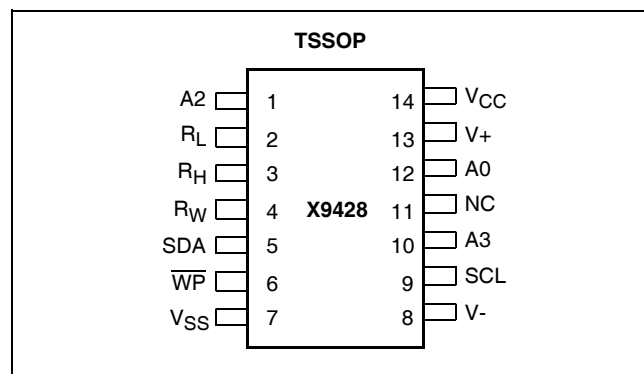 TSSOP
A2 1 14 VCC
RL 2 13 V+
RH 3 12 A0
RW 4 X9428 11 NC
SDA 5 10 A3
WP 6 9 SCL
VSS 7 8 V-